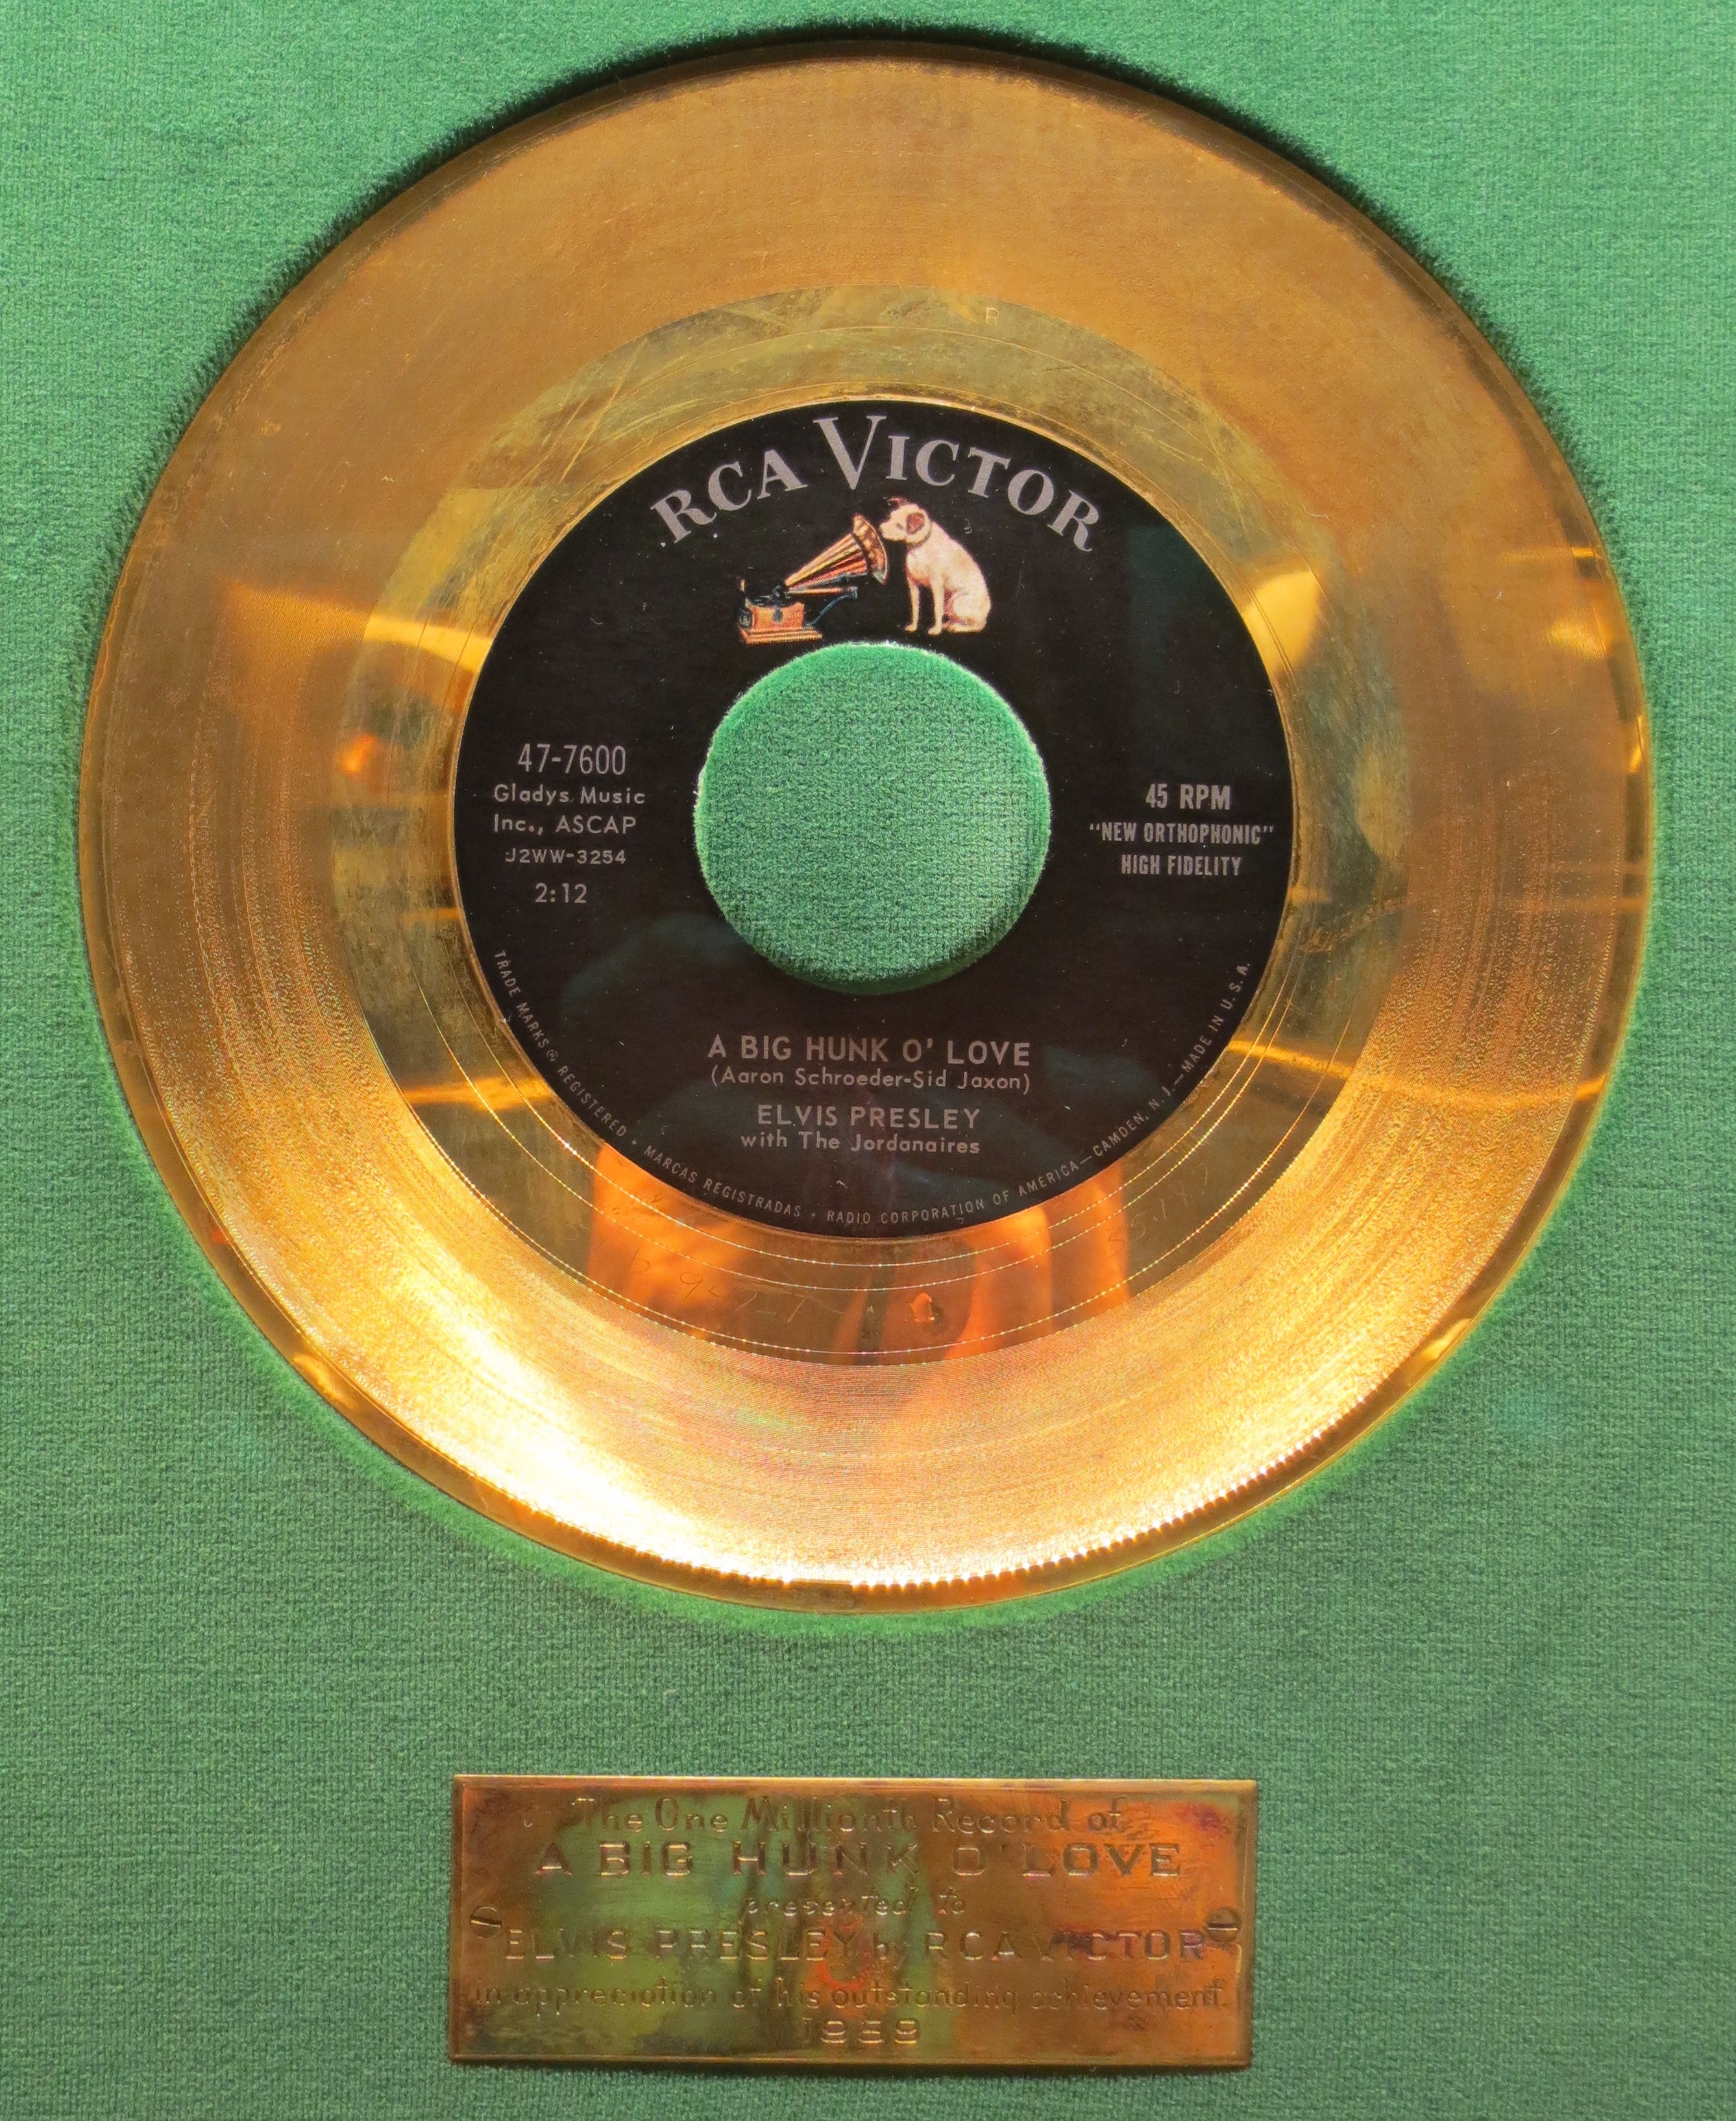 RCA VICTOR
47-7600
Gladys Music
Inc., ASCAP
J2WW-3254
2:12
45 RPM
"NEW ORTHOPHONIC"
HIGH FIDELITY
A BIG HUNK O' LOVE
(Aaron Schroeder-Sid Jaxon)
ELVIS PRESLEY
with The Jordanaires
TRADE MARKS ® REGISTERED • MARCAS REGISTRADAS • RADIO CORPORATION OF AMERICA—CAMDEN, N. J.—MADE IN U. S. A.
The One Millionth Record of
A BIG HUNK O' LOVE
presented to
ELVIS PRESLEY by RCA VICTOR
in appreciation of his outstanding achievement.
1959